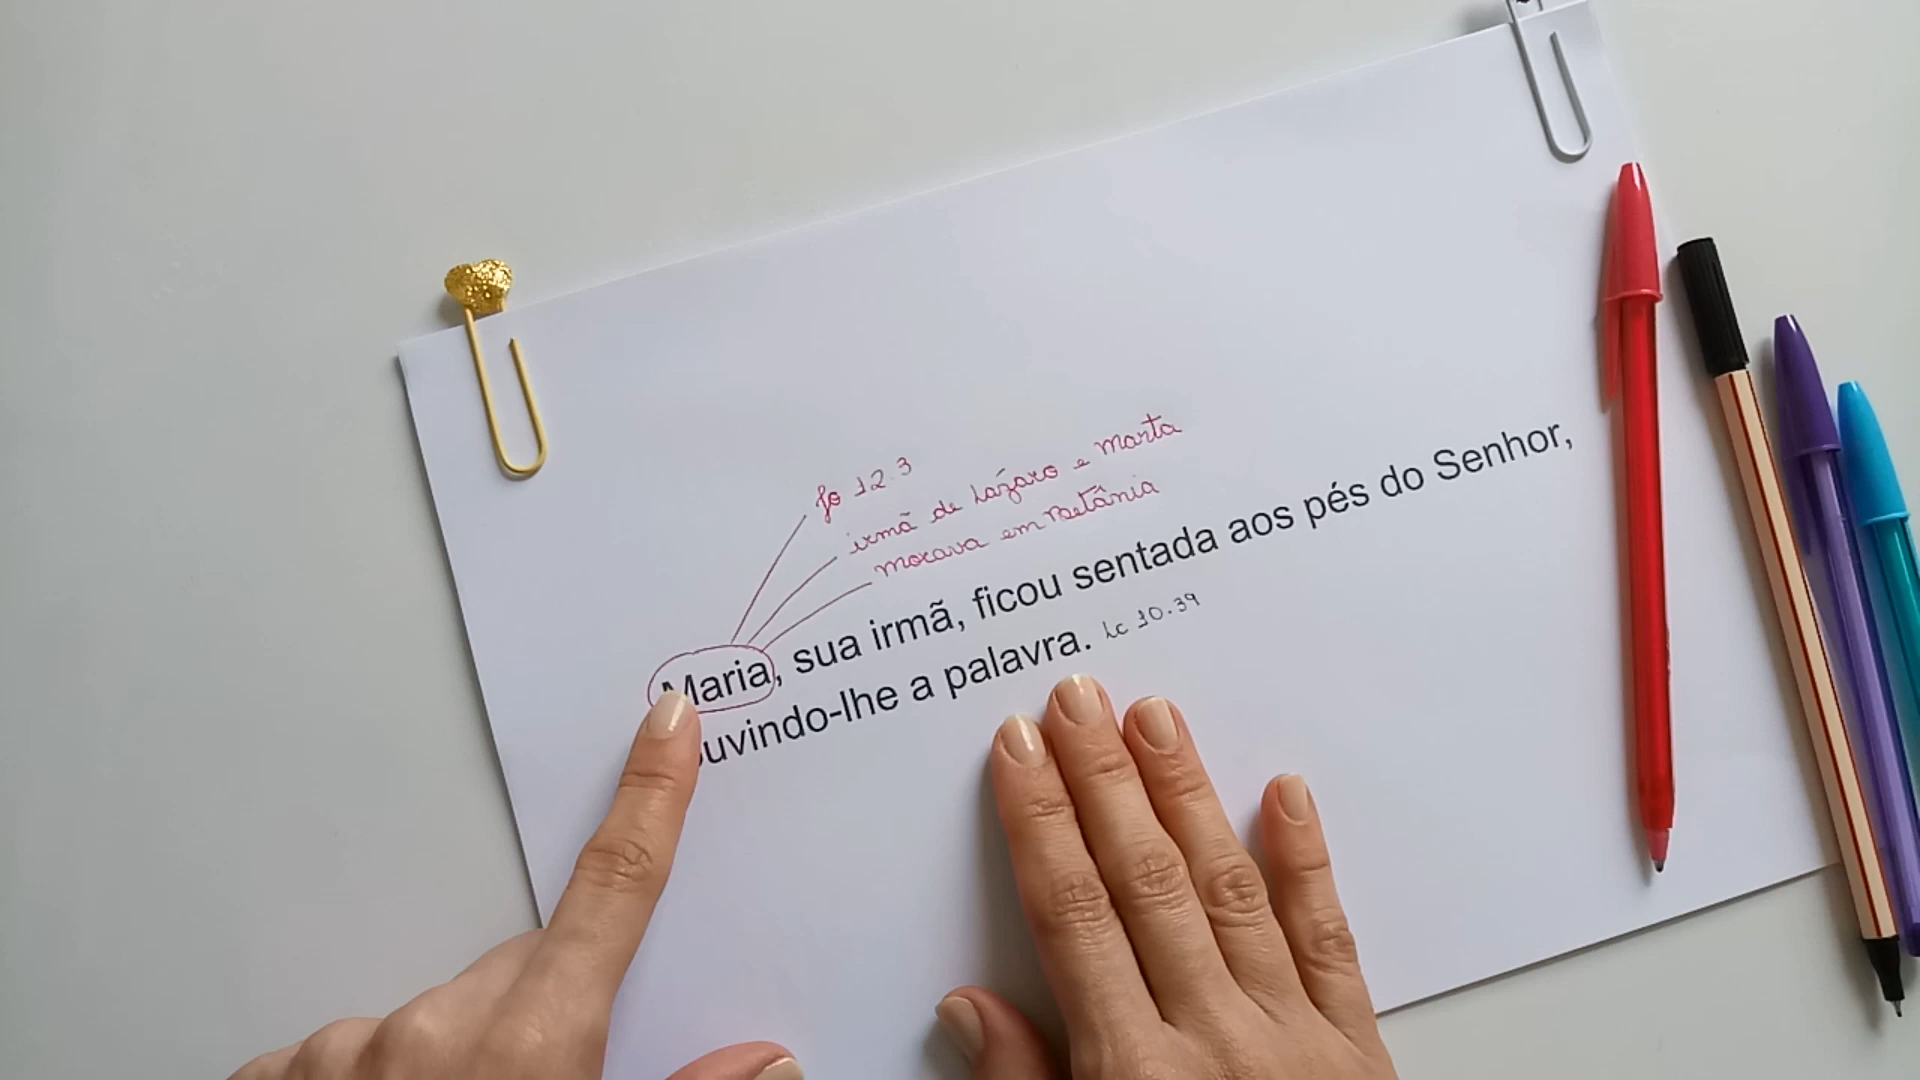 Jo 12.3
irmã de Lázaro e Marta
morava em Betânia
Maria, sua irmã, ficou sentada aos pés do Senhor,
ouvindo-lhe a palavra. Lc 10.39